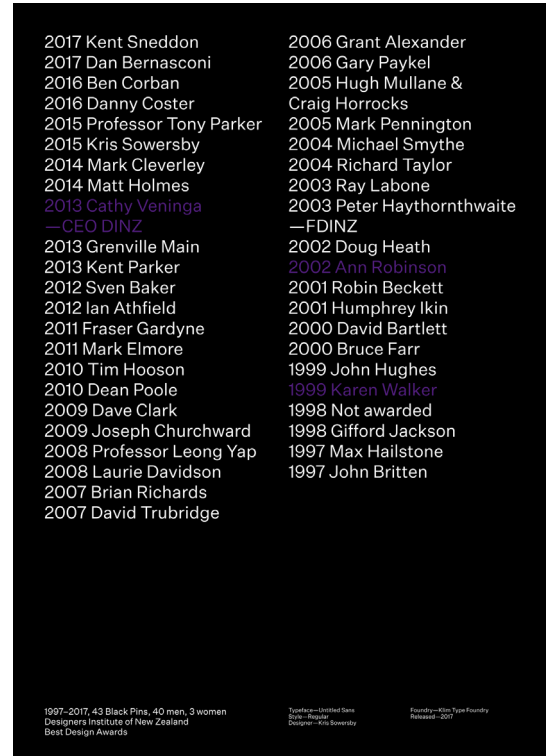 2017 Kent Sneddon
2017 Dan Bernasconi
2016 Ben Corban
2016 Danny Coster
2015 Professor Tony Parker
2015 Kris Sowersby
2014 Mark Cleverley
2014 Matt Holmes
2013 Cathy Veninga
—CEO DINZ
2013 Grenville Main
2013 Kent Parker
2012 Sven Baker
2012 Ian Athfield
2011 Fraser Gardyne
2011 Mark Elmore
2010 Tim Hooson
2010 Dean Poole
2009 Dave Clark
2009 Joseph Churchward
2008 Professor Leong Yap
2008 Laurie Davidson
2007 Brian Richards
2007 David Trubridge
2006 Grant Alexander
2006 Gary Paykel
2005 Hugh Mullane &
Craig Horrocks
2005 Mark Pennington
2004 Michael Smythe
2004 Richard Taylor
2003 Ray Labone
2003 Peter Haythornthwaite
—FDINZ
2002 Doug Heath
2002 Ann Robinson
2001 Robin Beckett
2001 Humphrey Ikin
2000 David Bartlett
2000 Bruce Farr
1999 John Hughes
1999 Karen Walker
1998 Not awarded
1998 Gifford Jackson
1997 Max Hailstone
1997 John Britten
1997–2017, 43 Black Pins, 40 men, 3 women
Designers Institute of New Zealand
Best Design Awards
Typeface—Untitled Sans
Style—Regular
Designer—Kris Sowersby
Foundry—Klim Type Foundry
Released—2017